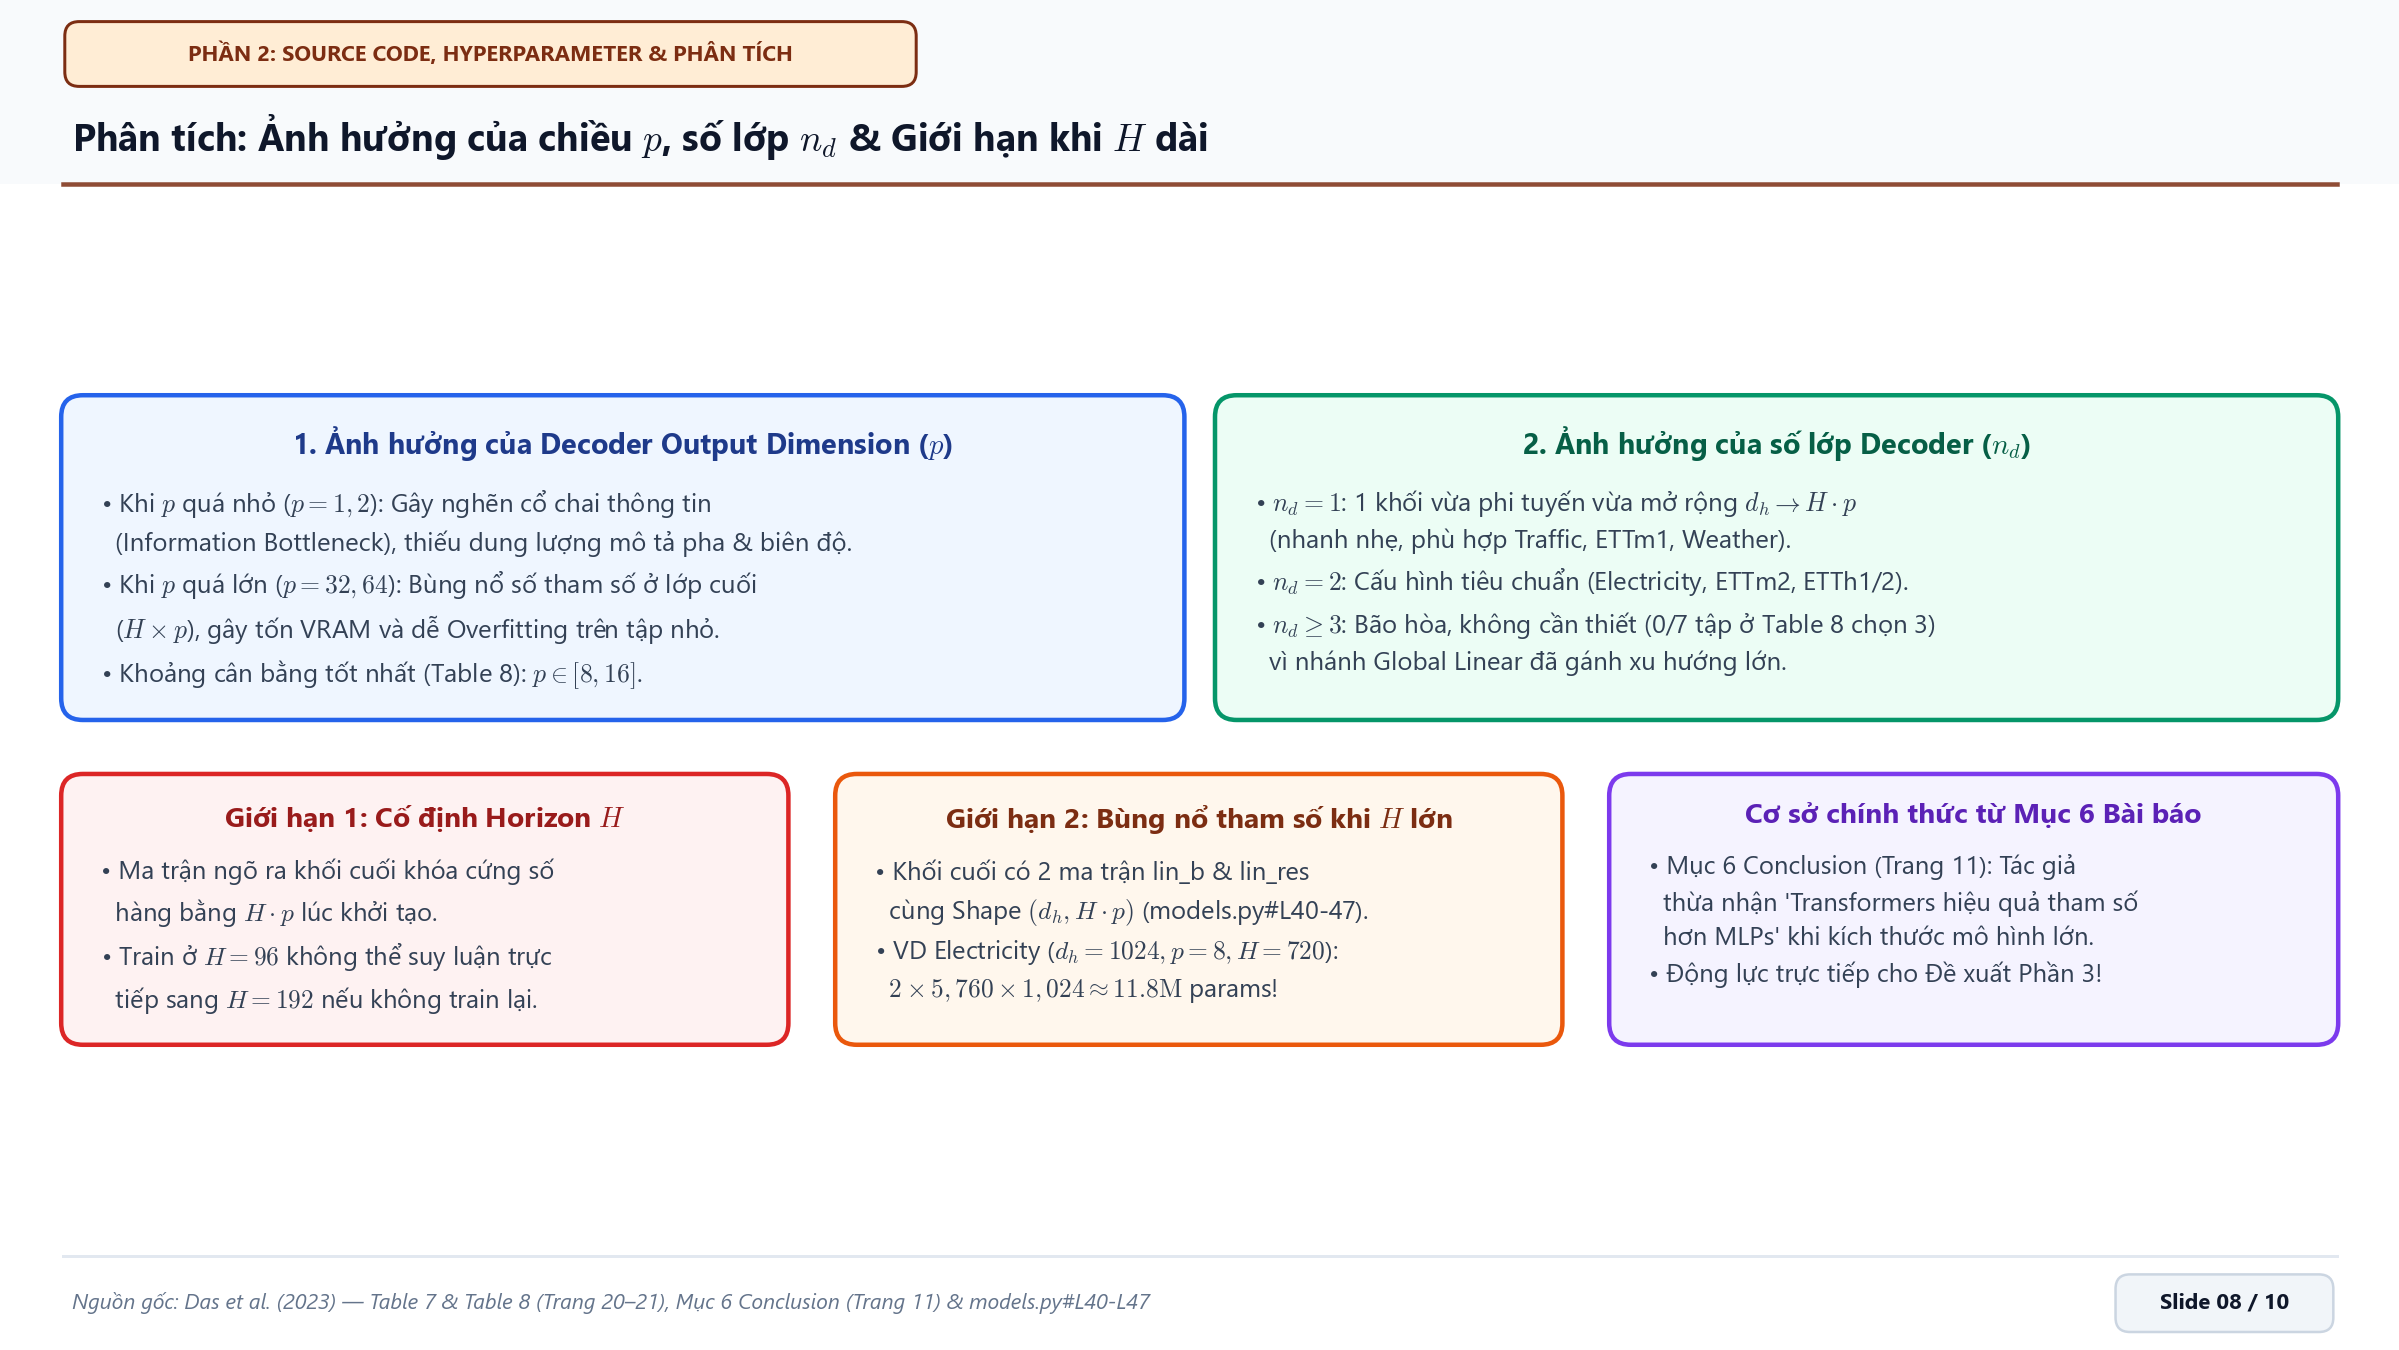 PHẦN 2: SOURCE CODE, HYPERPARAMETER & PHÂN TÍCH
Phân tích: Ảnh hưởng của chiều p, số lớp n_d & Giới hạn khi H dài
1. Ảnh hưởng của Decoder Output Dimension (p)
• Khi p quá nhỏ (p = 1, 2): Gây nghẽn cổ chai thông tin
(Information Bottleneck), thiếu dung lượng mô tả pha & biên độ.
• Khi p quá lớn (p = 32, 64): Bùng nổ số tham số ở lớp cuối
(H × p), gây tốn VRAM và dễ Overfitting trên tập nhỏ.
• Khoảng cân bằng tốt nhất (Table 8): p ∈ [8, 16].
2. Ảnh hưởng của số lớp Decoder (n_d)
• n_d = 1: 1 khối vừa phi tuyến vừa mở rộng d_h → H · p
(nhanh nhẹ, phù hợp Traffic, ETTm1, Weather).
• n_d = 2: Cấu hình tiêu chuẩn (Electricity, ETTm2, ETTh1/2).
• n_d ≥ 3: Bão hòa, không cần thiết (0/7 tập ở Table 8 chọn 3)
vì nhánh Global Linear đã gánh xu hướng lớn.
Giới hạn 1: Cố định Horizon H
• Ma trận ngõ ra khối cuối khóa cứng số
hàng bằng H · p lúc khởi tạo.
• Train ở H = 96 không thể suy luận trực
tiếp sang H = 192 nếu không train lại.
Giới hạn 2: Bùng nổ tham số khi H lớn
• Khối cuối có 2 ma trận lin_b & lin_res
cùng Shape (d_h, H · p) (models.py#L40-47).
• VD Electricity (d_h = 1024, p = 8, H = 720):
2 × 5, 760 × 1, 024 ≈ 11.8M params!
Cơ sở chính thức từ Mục 6 Bài báo
• Mục 6 Conclusion (Trang 11): Tác giả
thừa nhận 'Transformers hiệu quả tham số
hơn MLPs' khi kích thước mô hình lớn.
• Động lực trực tiếp cho Đề xuất Phần 3!
Nguồn gốc: Das et al. (2023) — Table 7 & Table 8 (Trang 20–21), Mục 6 Conclusion (Trang 11) & models.py#L40-L47
Slide 08 / 10